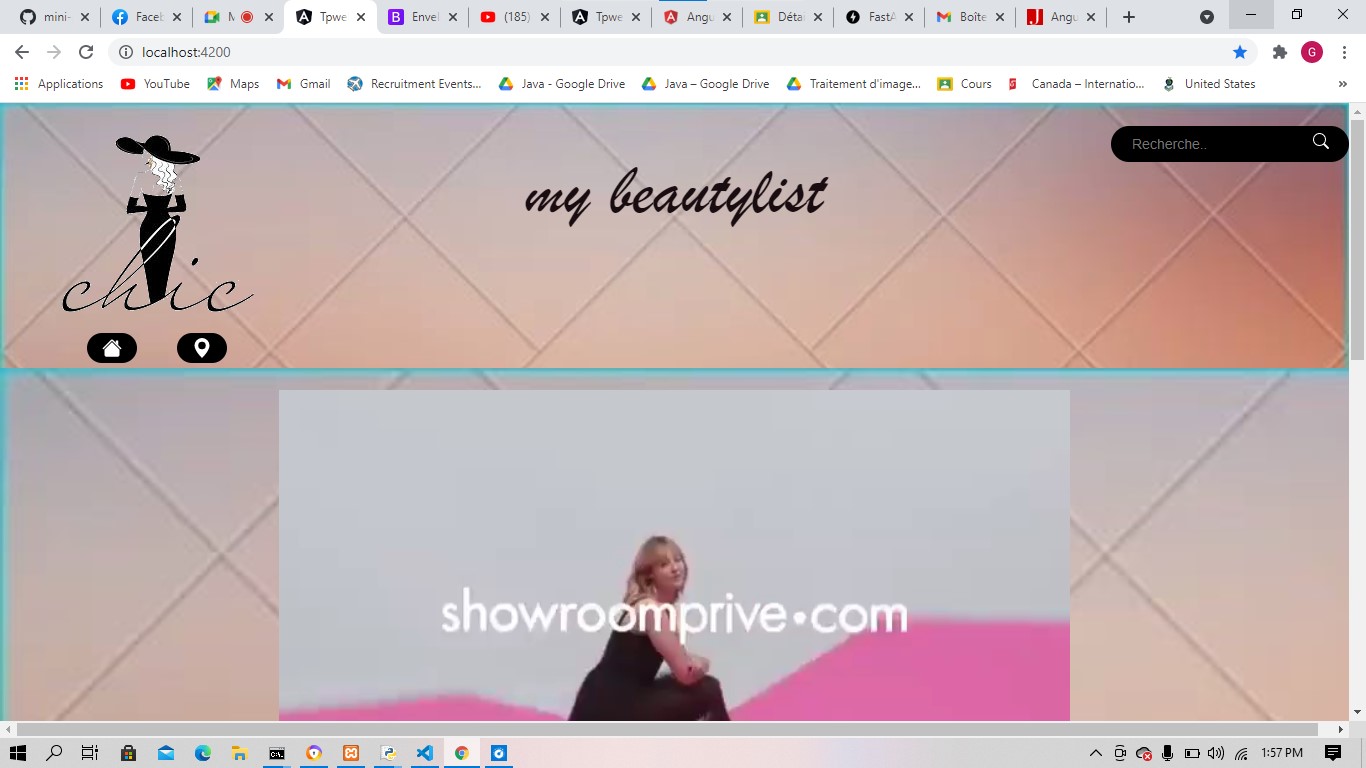 mini-
Faceb
M
Tpwe
Envel
(185)
Tpwe
Angu
Détai
FastA
Boîte
Angu
localhost:4200
G
Applications
YouTube
Maps
Gmail
Recruitment Events...
Java - Google Drive
Java – Google Drive
Traitement d'image...
Cours
Canada – Internatio...
United States
»
Recherche..
my beautylist
chic
showroomprive•com
1:57 PM